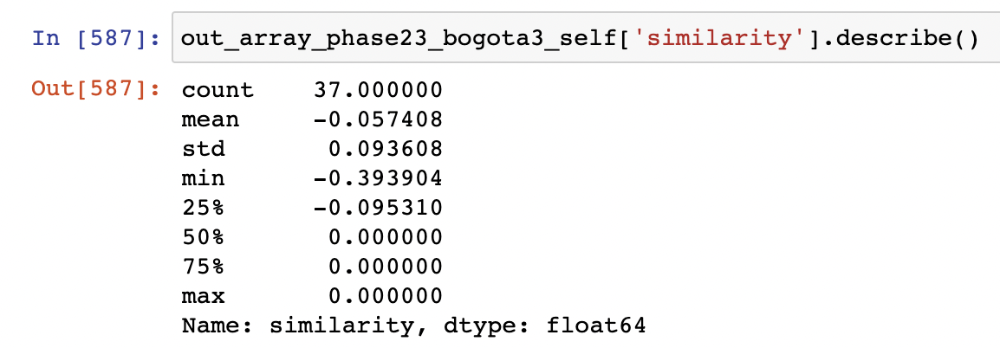 In [587]: out_array_phase23_bogota3_self['similarity'].describe()
Out[587]: count    37.000000
mean     -0.057408
std       0.093608
min      -0.393904
25%      -0.095310
50%       0.000000
75%       0.000000
max       0.000000
Name: similarity, dtype: float64